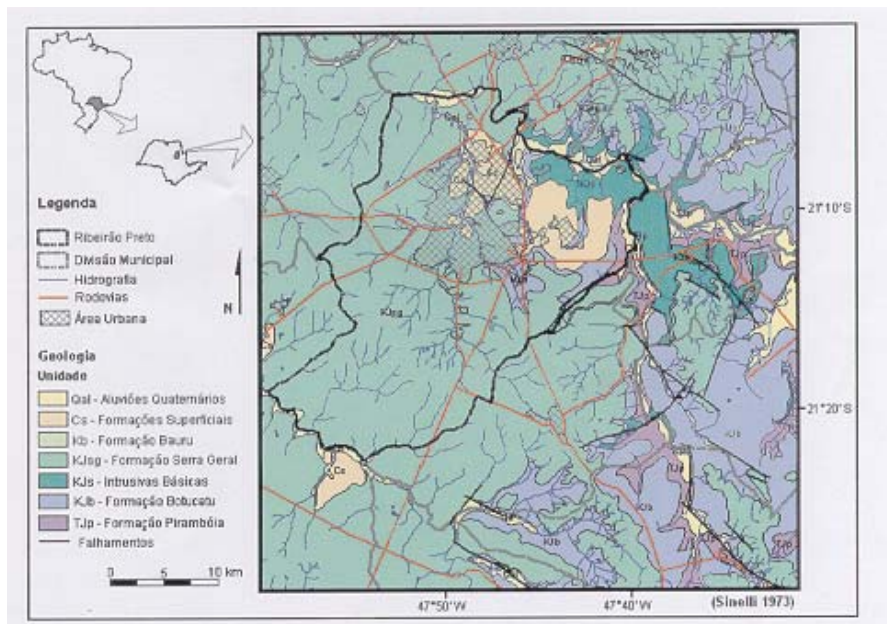 Legenda
Ribeirão Preto
Divisão Municipal
Hidrografia
Rodovias
Área Urbana
N
Geologia
Unidade
Qal - Aluviões Quaternários
Cs - Formações Superficiais
Kb - Formação Bauru
KJsg - Formação Serra Geral
KJs - Intrusivas Básicas
KJb - Formação Botucatu
TJp - Formação Pirambóia
Falhamentos
0 5 10 km
21°10'S
21°20'S
47°50'W
47°40'W
(Sinelli 1973)
KJsg
Cs
KJb
TJp